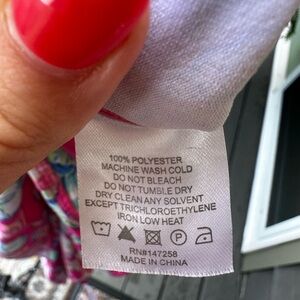 100% POLYESTER
MACHINE WASH COLD
DO NOT BLEACH
DO NOT TUMBLE DRY
DRY CLEAN ANY SOLVENT
EXCEPT TRICHLOROETHYLENE
IRON LOW HEAT
P
RN#147258
MADE IN CHINA